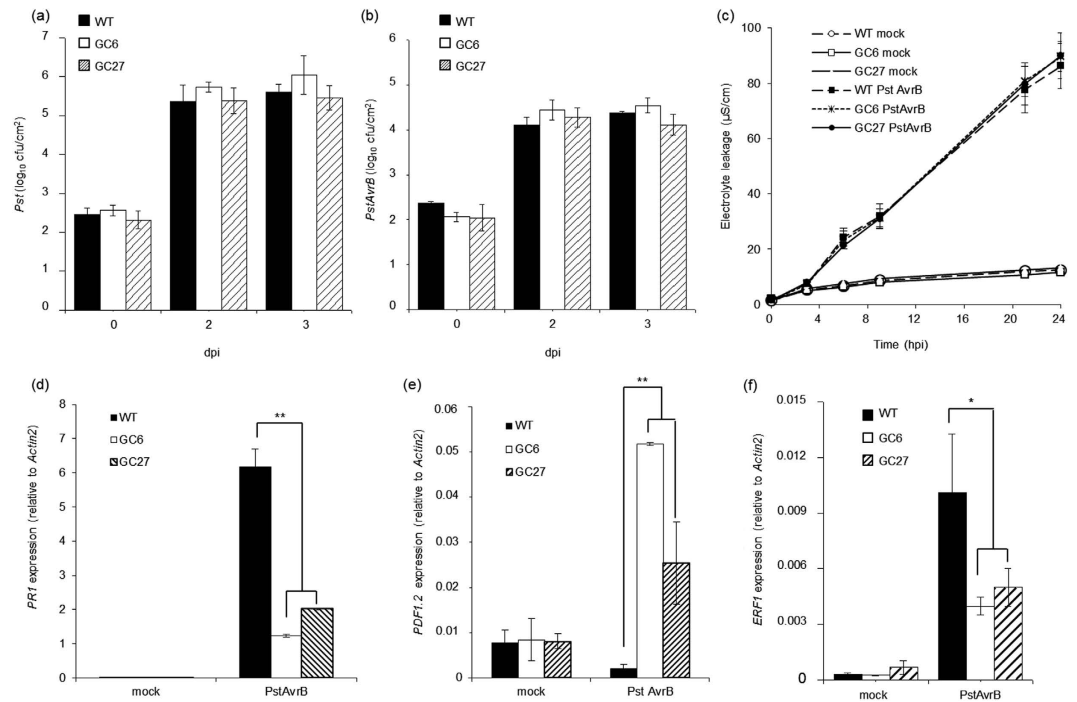 (a)
WT
GC6
GC27
Pst (log10 cfu/cm2)
7
6
5
4
3
2
1
0
0
2
3
dpi
(b)
WT
GC6
GC27
PstAvrB (log10 cfu/cm2)
6
5
4
3
2
1
0
0
2
3
dpi
(c)
WT mock
GC6 mock
GC27 mock
WT Pst AvrB
GC6 PstAvrB
GC27 PstAvrB
Electrolyte leakage (µS/cm)
100
80
60
40
20
0
0
4
8
12
16
20
24
Time (hpi)
(d)
WT
GC6
GC27
**
PR1 expression (relative to Actin2)
8
7
6
5
4
3
2
1
0
mock
PstAvrB
(e)
WT
GC6
GC27
**
PDF1.2 expression (relative to Actin2)
0.06
0.05
0.04
0.03
0.02
0.01
0
mock
Pst AvrB
(f)
WT
GC6
GC27
*
ERF1 expression (relative to Actin2)
0.015
0.012
0.009
0.006
0.003
0
mock
PstAvrB